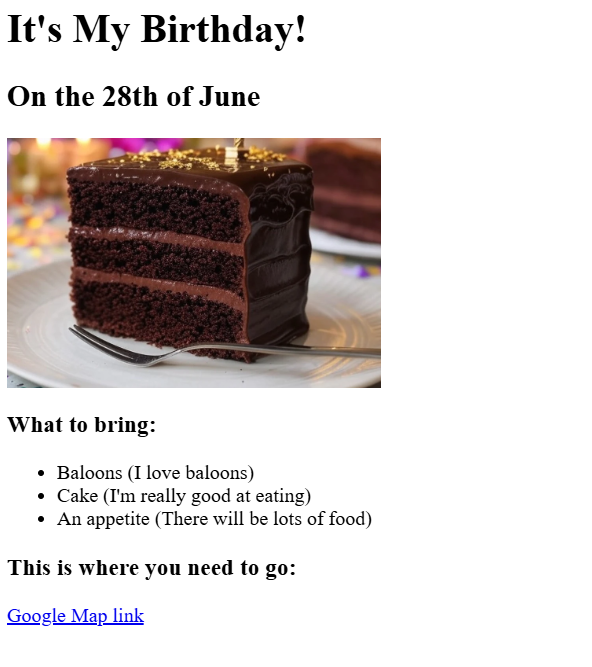 It's My Birthday!
On the 28th of June
What to bring:
Baloons (I love baloons)
Cake (I'm really good at eating)
An appetite (There will be lots of food)
This is where you need to go:
Google Map link